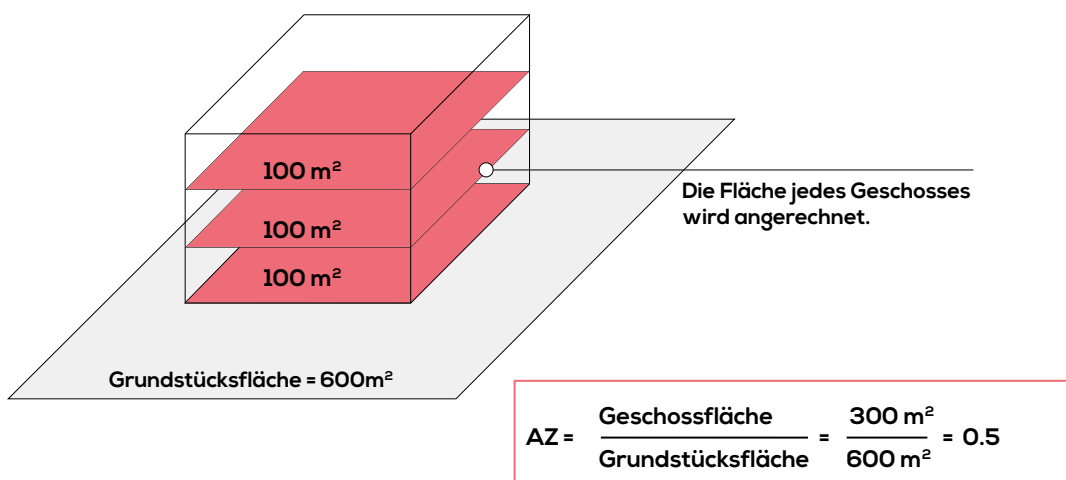 100 m²
100 m²
100 m²
Die Fläche jedes Geschosses
wird angerechnet.
Grundstücksfläche = 600m²
AZ = Geschossfläche / Grundstücksfläche = 300 m² / 600 m² = 0.5